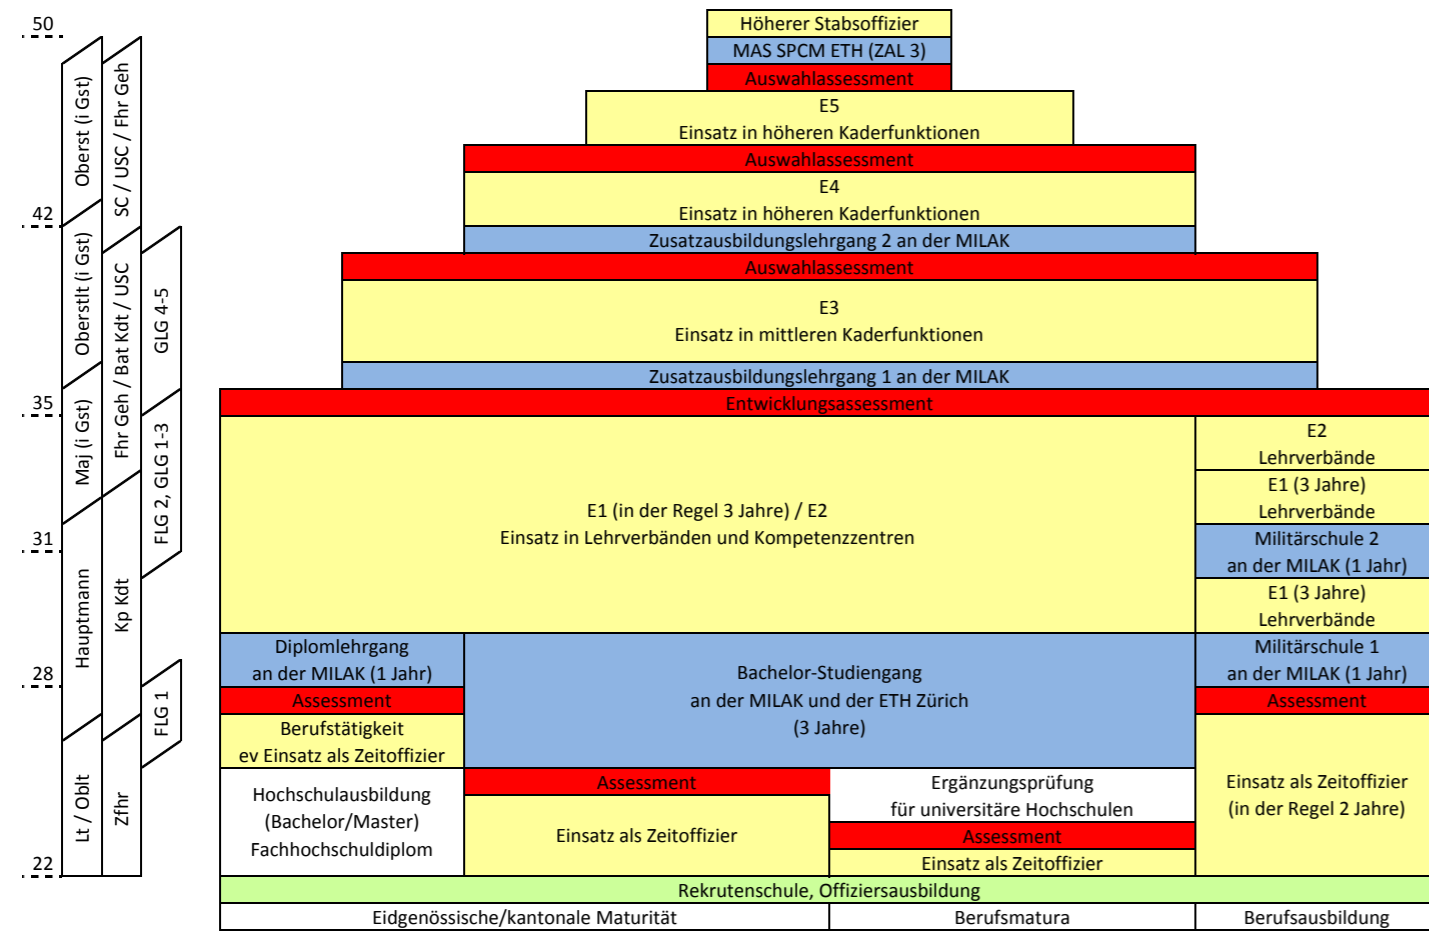 50
42
35
31
28
22
Oberst (i Gst)
Oberstlt (i Gst)
Maj (i Gst)
Hauptmann
Lt / Oblt
SC / USC / Fhr Geh
Fhr Geh / Bat Kdt / USC
Kp Kdt
Zfhr
GLG 4-5
FLG 2, GLG 1-3
FLG 1
Höherer Stabsoffizier
MAS SPCM ETH (ZAL 3)
Auswahlassessment
E5
Einsatz in höheren Kaderfunktionen
Auswahlassessment
E4
Einsatz in höheren Kaderfunktionen
Zusatzausbildungslehrgang 2 an der MILAK
Auswahlassessment
E3
Einsatz in mittleren Kaderfunktionen
Zusatzausbildungslehrgang 1 an der MILAK
Entwicklungsassessment
E1 (in der Regel 3 Jahre) / E2
Einsatz in Lehrverbänden und Kompetenzzentren
E2
Lehrverbände
E1 (3 Jahre)
Lehrverbände
Militärschule 2
an der MILAK (1 Jahr)
E1 (3 Jahre)
Lehrverbände
Diplomlehrgang
an der MILAK (1 Jahr)
Assessment
Berufstätigkeit
ev Einsatz als Zeitoffizier
Hochschulausbildung
(Bachelor/Master)
Fachhochschuldiplom
Bachelor-Studiengang
an der MILAK und der ETH Zürich
(3 Jahre)
Assessment
Einsatz als Zeitoffizier
Ergänzungsprüfung
für universitäre Hochschulen
Assessment
Einsatz als Zeitoffizier
Militärschule 1
an der MILAK (1 Jahr)
Assessment
Einsatz als Zeitoffizier
(in der Regel 2 Jahre)
Rekrutenschule, Offiziersausbildung
Eidgenössische/kantonale Maturität
Berufsmatura
Berufsausbildung